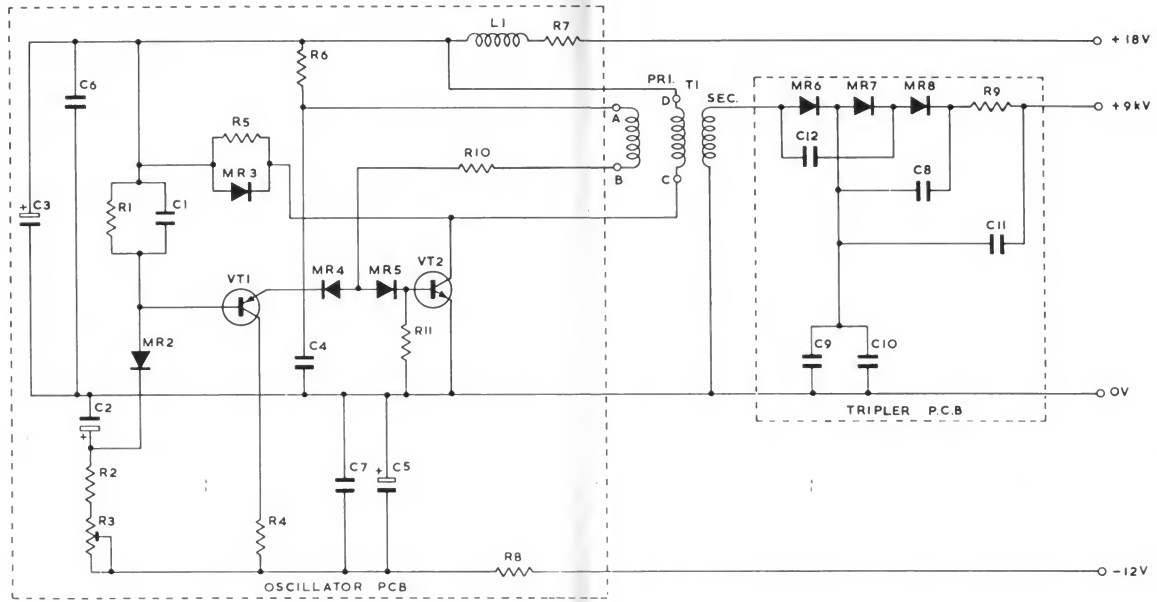 L1
R7
+18V
R6
C6
PRI.
T1
D
SEC.
MR6
MR7
MR8
R9
+9kV
A
R5
C12
R10
MR3
B
C
C8
C3
+
R1
C1
C11
VT1
MR4
MR5
VT2
R11
MR2
C4
C9
C10
C2
+
0V
TRIPLER P.C.B
R2
C7
+
C5
R3
R4
R8
-12V
OSCILLATOR PCB